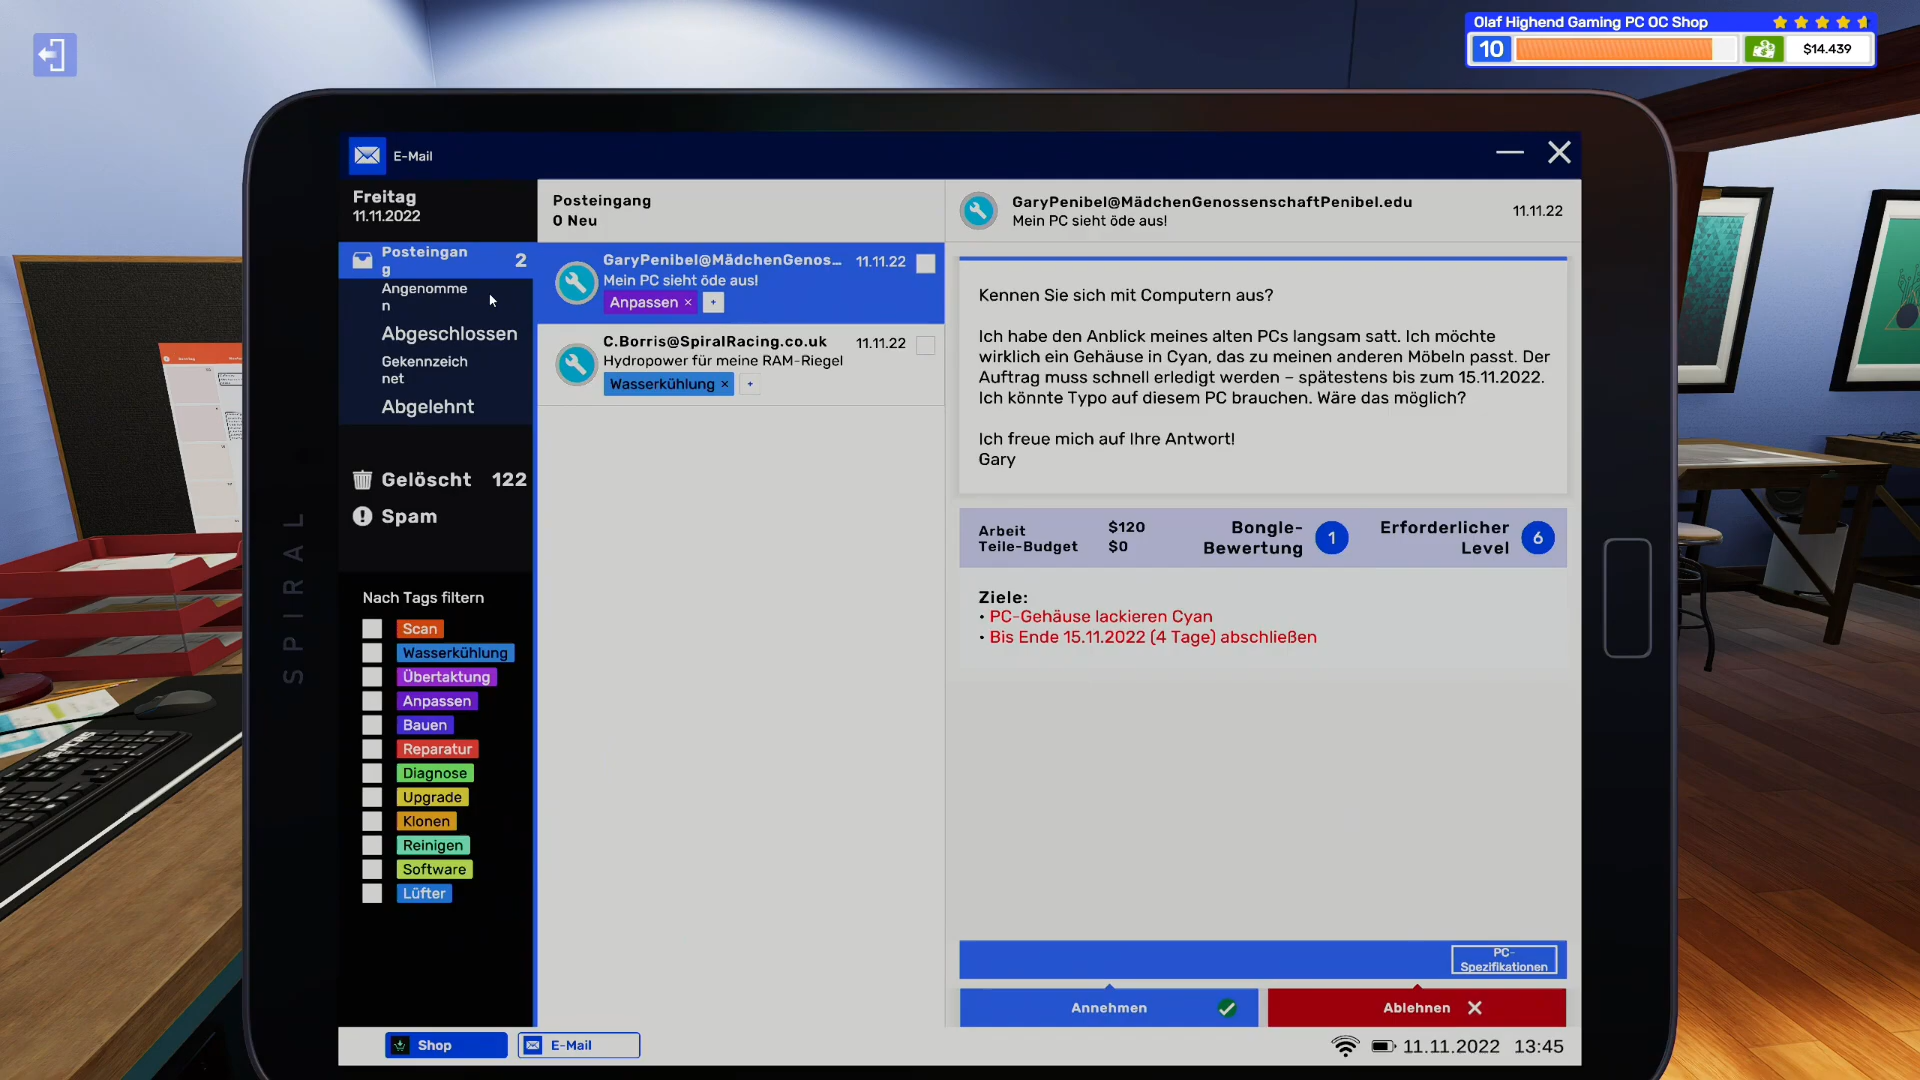 Olaf Highend Gaming PC OC Shop
10
$14.439
E-Mail
Freitag
11.11.2022
Posteingang
0 Neu
GaryPenibel@MädchenGenossenschaftPenibel.edu
Mein PC sieht öde aus!
11.11.22
Posteingan
g
2
Angenomme
n
Abgeschlossen
Gekennzeich
net
Abgelehnt
Gelöscht 122
Spam
GaryPenibel@MädchenGenos... 11.11.22
Mein PC sieht öde aus!
Anpassen × +
C.Borris@SpiralRacing.co.uk 11.11.22
Hydropower für meine RAM-Riegel
Wasserkühlung × +
Kennen Sie sich mit Computern aus?
Ich habe den Anblick meines alten PCs langsam satt. Ich möchte
wirklich ein Gehäuse in Cyan, das zu meinen anderen Möbeln passt. Der
Auftrag muss schnell erledigt werden – spätestens bis zum 15.11.2022.
Ich könnte Typo auf diesem PC brauchen. Wäre das möglich?
Ich freue mich auf Ihre Antwort!
Gary
Arbeit $120
Teile-Budget $0
Bongle-
Bewertung
1
Erforderlicher
Level
6
Ziele:
• PC-Gehäuse lackieren Cyan
• Bis Ende 15.11.2022 (4 Tage) abschließen
Nach Tags filtern
Scan
Wasserkühlung
Übertaktung
Anpassen
Bauen
Reparatur
Diagnose
Upgrade
Klonen
Reinigen
Software
Lüfter
PC-
Spezifikationen
Annehmen
Ablehnen
Shop
E-Mail
11.11.2022 13:45
SPIRAL